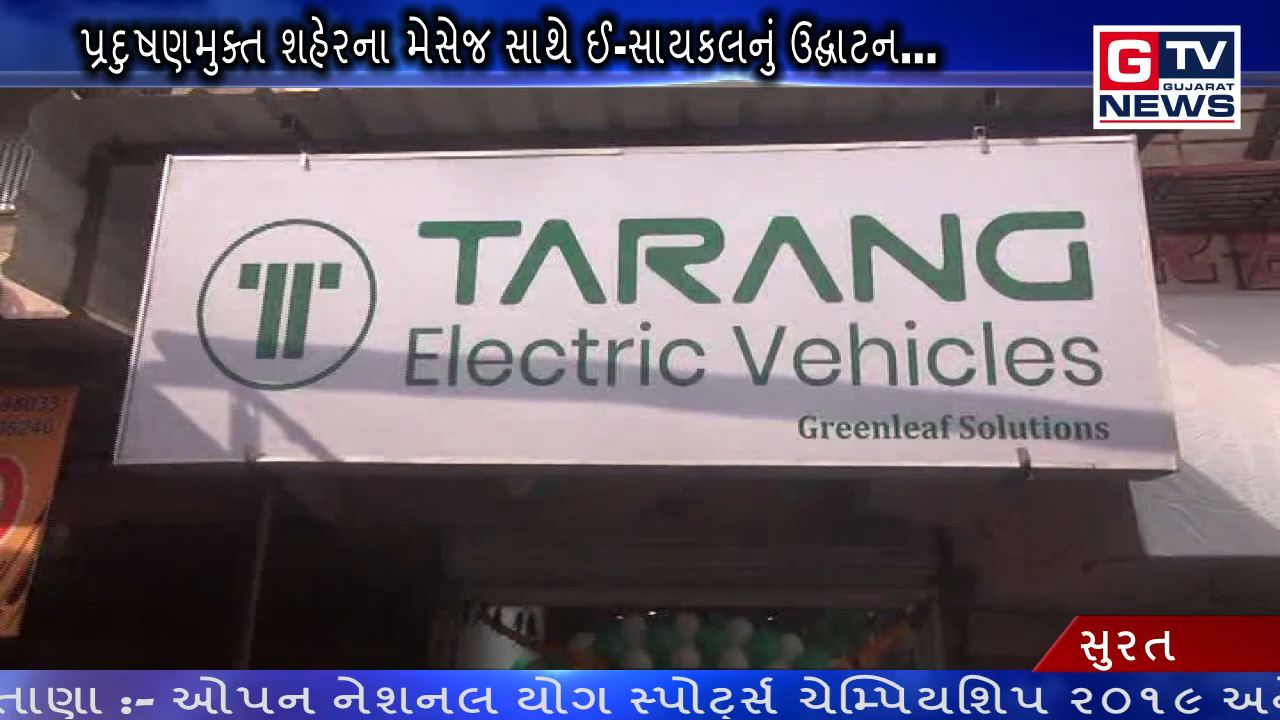 પ્રદુષણમુક્ત શહેરના મેસેજ સાથે ઈ-સાયકલનું ઉદ્ઘાટન...
G TV
GUJARAT
NEWS
TARANG
Electric Vehicles
Greenleaf Solutions
સુરત
તાણા :- ઓપન નેશનલ યોગ સ્પોર્ટ્સ ચેમ્પિયશિપ ૨૦૧૯